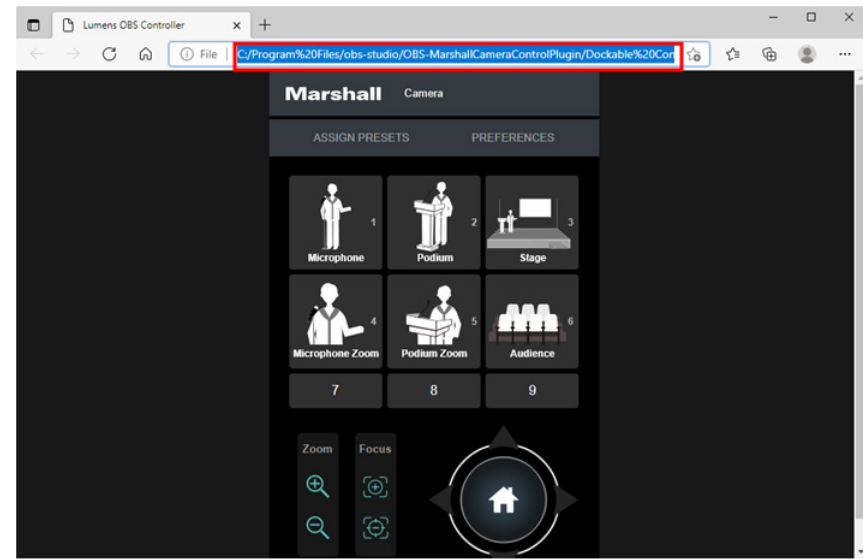 Lumens OBS Controller
File
C:/Program%20Files/obs-studio/OBS-MarshallCameraControlPlugin/Dockable%20Con
Marshall Camera
ASSIGN PRESETS PREFERENCES
1 2 3
Microphone Podium Stage
4 5 6
Microphone Zoom Podium Zoom Audience
7 8 9
Zoom Focus